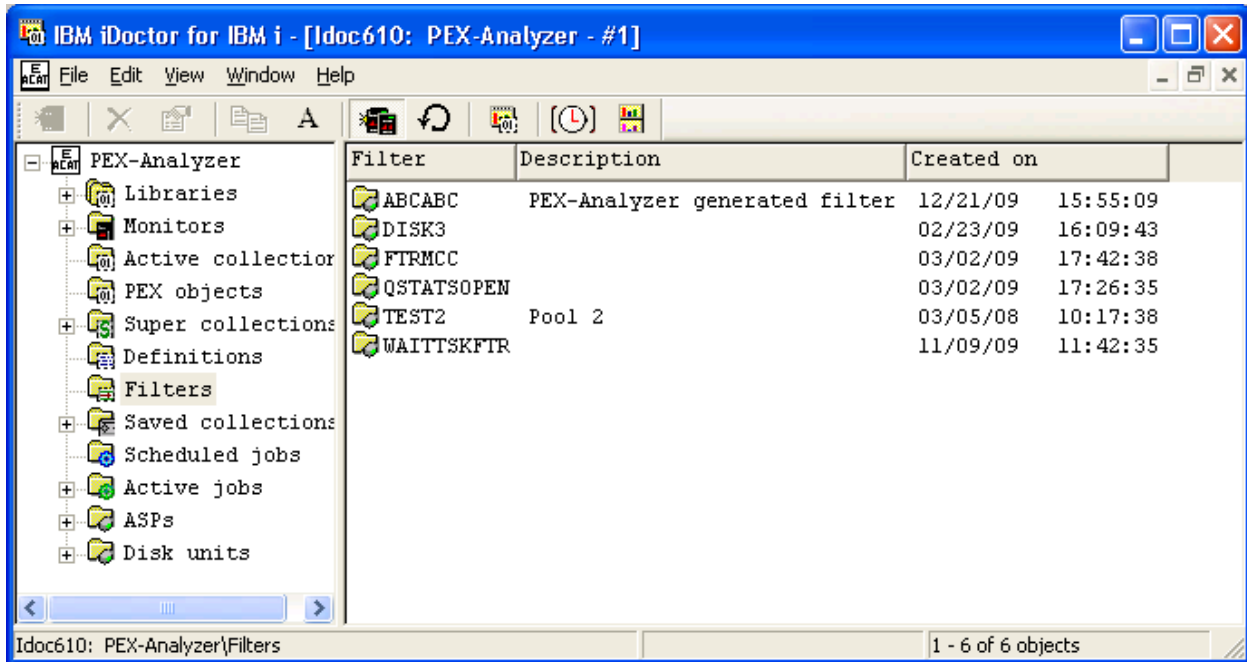 IBM iDoctor for IBM i - [Idoc610: PEX-Analyzer - #1]
File Edit View Window Help
PEX-Analyzer
Libraries
Monitors
Active collection
PEX objects
Super collections
Definitions
Filters
Saved collections
Scheduled jobs
Active jobs
ASPs
Disk units
Filter Description Created on
ABCABC PEX-Analyzer generated filter 12/21/09 15:55:09
DISK3 02/23/09 16:09:43
FTRMCC 03/02/09 17:42:38
QSTATSOPEN 03/02/09 17:26:35
TEST2 Pool 2 03/05/08 10:17:38
WAITTSKFTR 11/09/09 11:42:35
Idoc610: PEX-Analyzer\Filters 1 - 6 of 6 objects